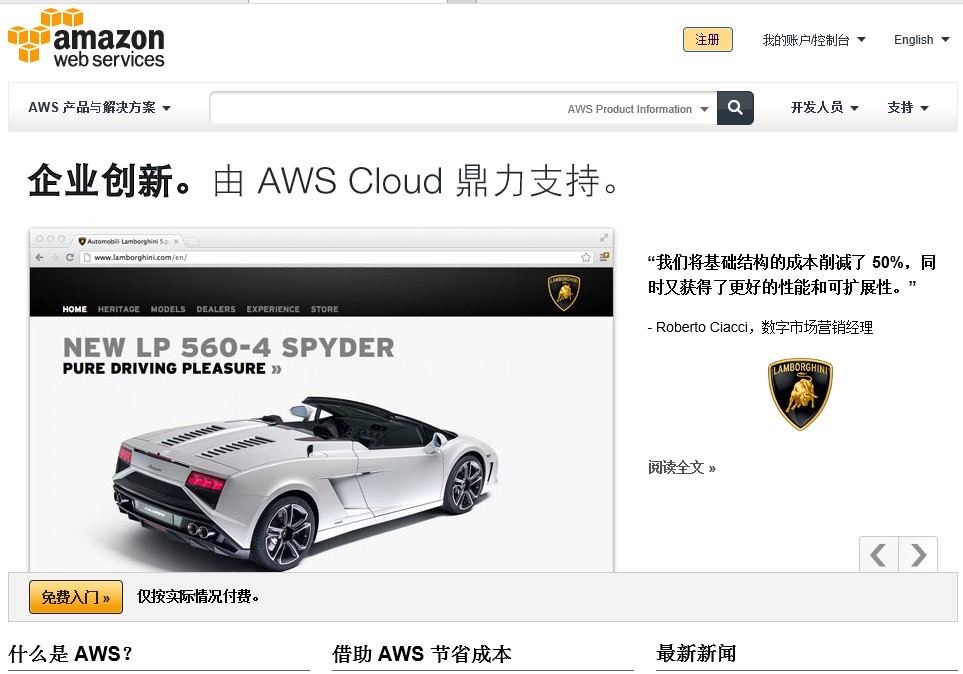 amazon
web services
注册
我的账户/控制台
English
AWS 产品与解决方案
AWS Product Information
开发人员
支持
企业创新。由 AWS Cloud 鼎力支持。
Automobili Lamborghini S.p.
www.lamborghini.com/en/
LAMBORGHINI
HOME HERITAGE MODELS DEALERS EXPERIENCE STORE
NEW LP 560-4 SPYDER
PURE DRIVING PLEASURE »
“我们将基础结构的成本削减了 50%，同
时又获得了更好的性能和可扩展性。”
- Roberto Ciacci，数字市场营销经理
LAMBORGHINI
阅读全文 »
免费入门 »
仅按实际情况付费。
什么是 AWS？
借助 AWS 节省成本
最新新闻